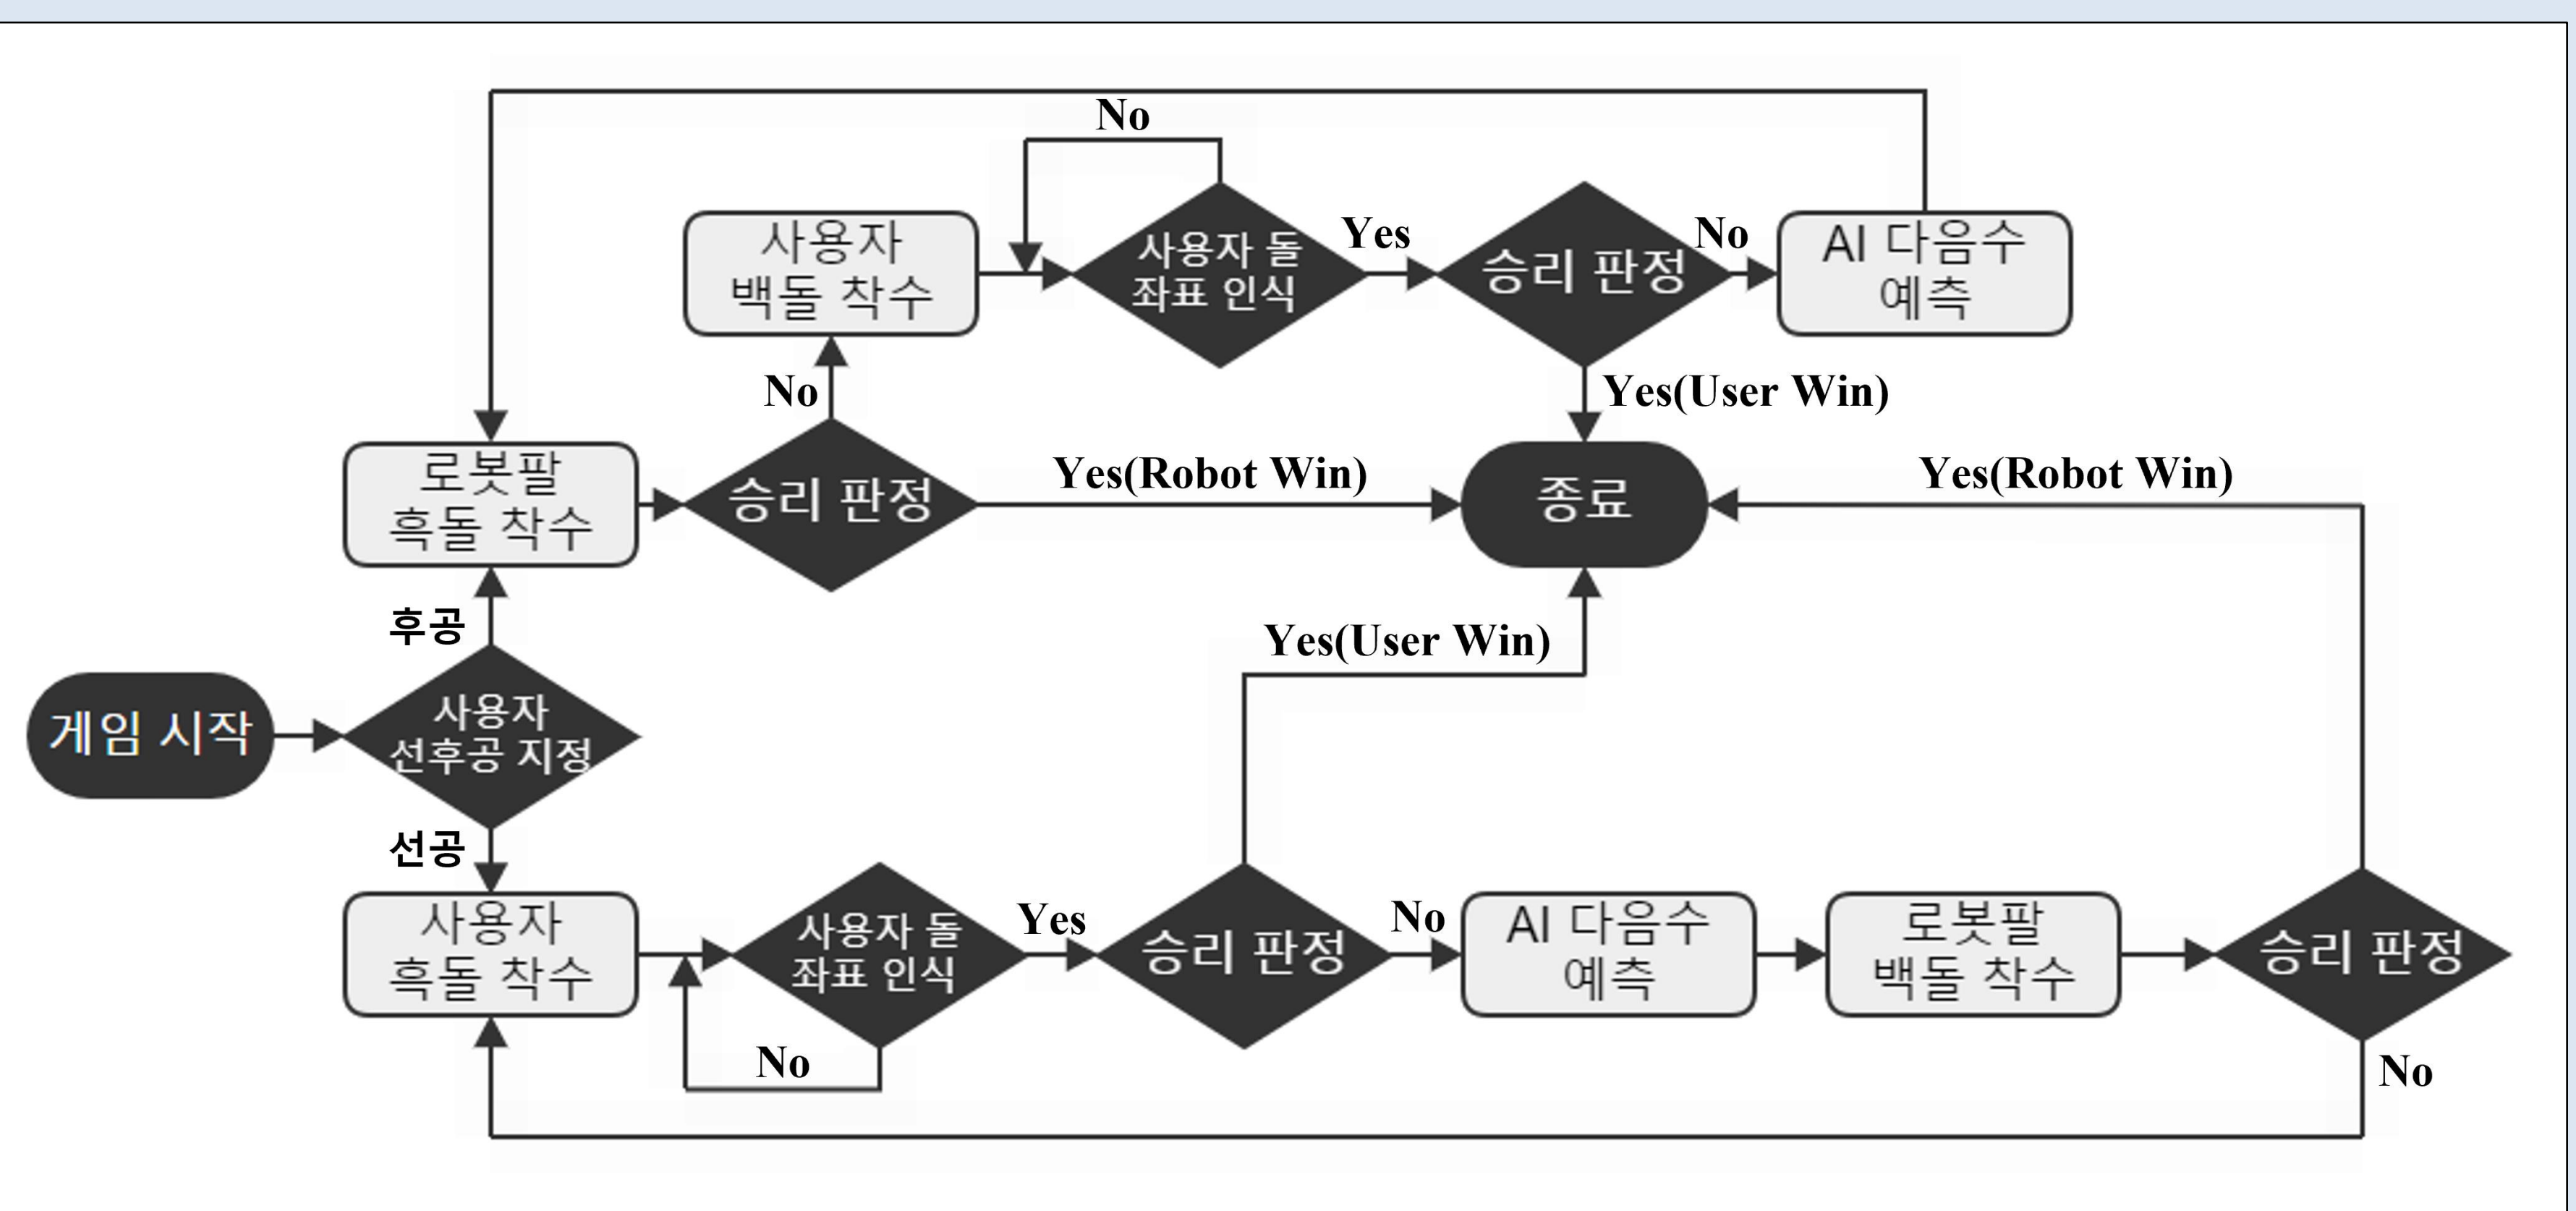 No
사용자
백돌 착수
사용자 돌
좌표 인식
Yes
승리 판정
No
AI 다음수
예측
No
Yes(User Win)
로봇팔
흑돌 착수
승리 판정
Yes(Robot Win)
종료
Yes(Robot Win)
후공
Yes(User Win)
게임 시작
사용자
선후공 지정
선공
사용자
흑돌 착수
사용자 돌
좌표 인식
Yes
승리 판정
No
AI 다음수
예측
로봇팔
백돌 착수
승리 판정
No
No